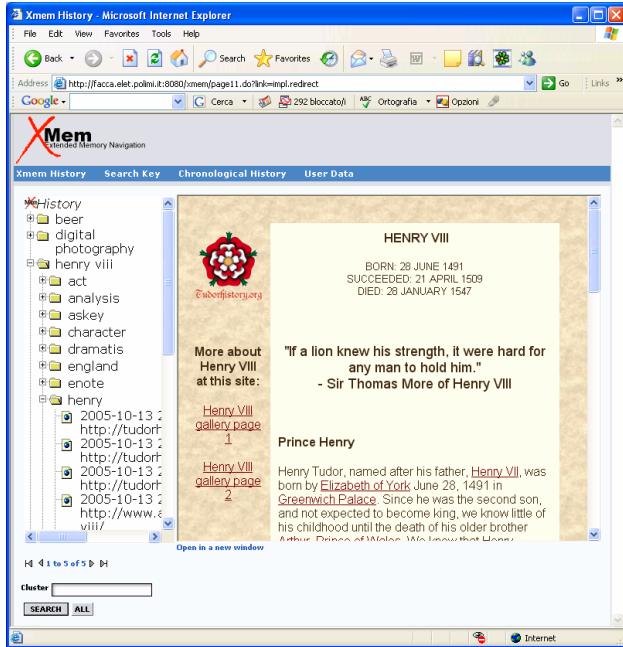 Xmem History - Microsoft Internet Explorer
File Edit View Favorites Tools Help
Back Search Favorites
Address http://facca.elet.polimi.it:8080/xmem/page11.do?link=impl.redirect Go Links »
Google Cerca 292 bloccato/i ABC Ortografia Opzioni
XMem
Extended Memory Navigation
Xmem History Search Key Chronological History User Data
History
beer
digital
photography
henry viii
act
analysis
askey
character
dramatis
england
enote
henry
2005-10-13 2
http://tudorh
2005-10-13 2
http://tudorh
2005-10-13 2
http://tudorh
2005-10-13 2
http://www.a
viii/
Tudorhistory.org
More about
Henry VIII
at this site:
Henry VIII
gallery page
1
Henry VIII
gallery page
2
HENRY VIII
BORN: 28 JUNE 1491
SUCCEEDED: 21 APRIL 1509
DIED: 28 JANUARY 1547
"If a lion knew his strength, it were hard for
any man to hold him."
- Sir Thomas More of Henry VIII
Prince Henry
Henry Tudor, named after his father, Henry VII, was
born by Elizabeth of York June 28, 1491 in
Greenwich Palace. Since he was the second son,
and not expected to become king, we know little of
his childhood until the death of his older brother
Arthur, Prince of Wales. We know that Henry
Open in a new window
1 to 5 of 5
Cluster
SEARCH ALL
Internet